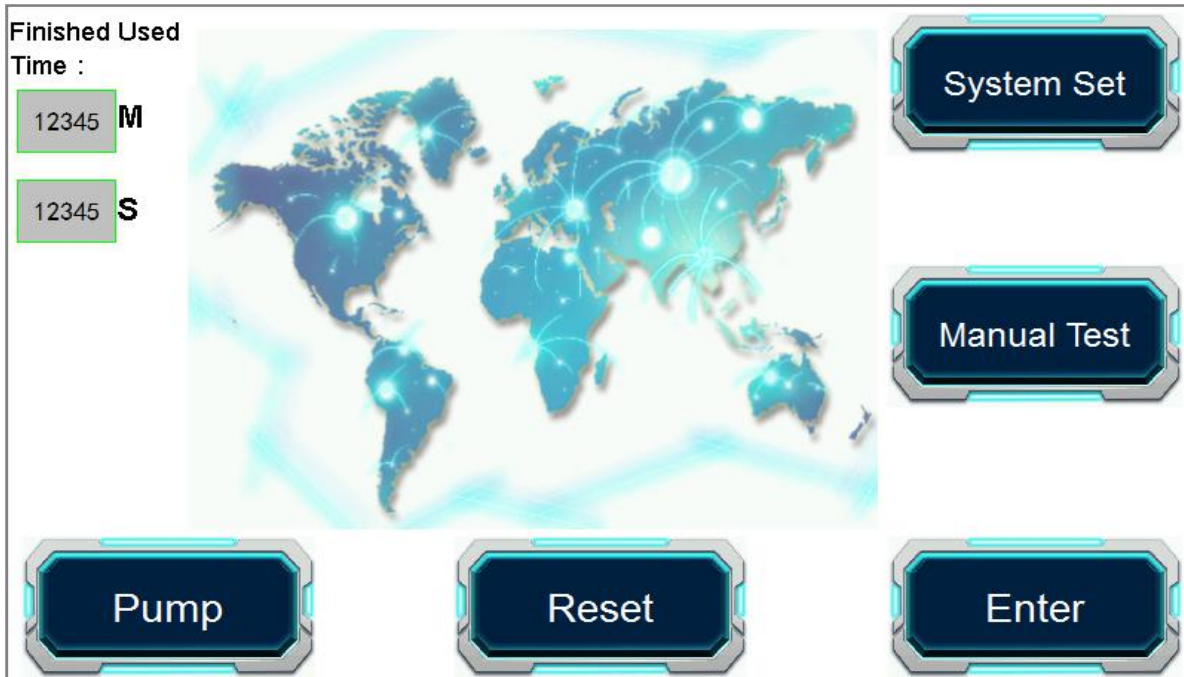 Finished Used
Time :
12345 M
12345 S
System Set
Manual Test
Pump
Reset
Enter